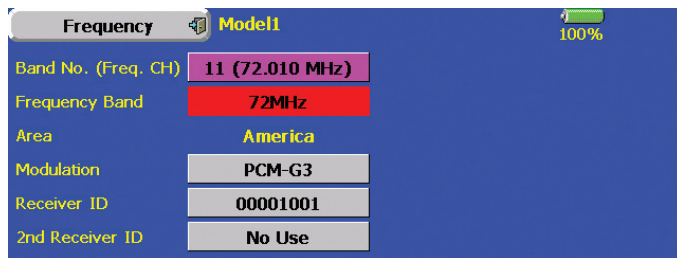 Frequency Model1 100%
Band No. (Freq. CH) 11 (72.010 MHz)
Frequency Band 72MHz
Area America
Modulation PCM-G3
Receiver ID 00001001
2nd Receiver ID No Use